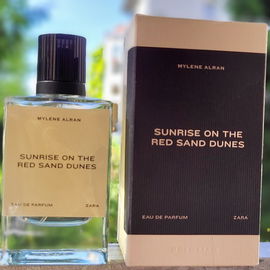 MYLENE ALRAN
SUNRISE ON THE
RED SAND DUNES
EAU DE PARFUM ZARA
MYLENE ALRAN
SUNRISE ON THE
RED SAND DUNES
EAU DE PARFUM ZARA